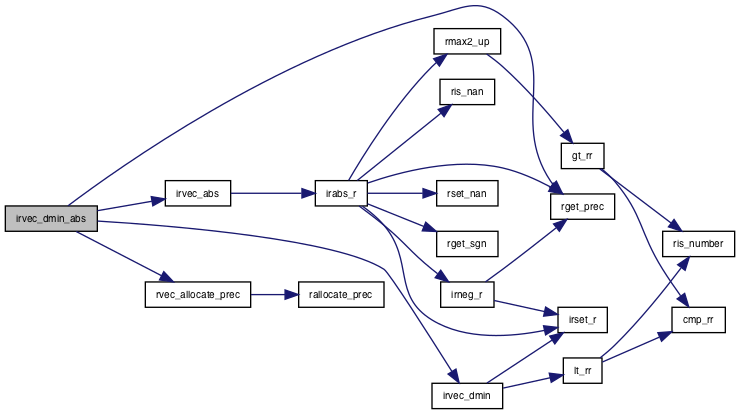 rmax2_up
ris_nan
gt_rr
irvec_abs
irabs_r
rset_nan
rget_prec
irvec_dmin_abs
rget_sgn
ris_number
rvec_allocate_prec
rallocate_prec
irneg_r
irset_r
cmp_rr
lt_rr
irvec_dmin